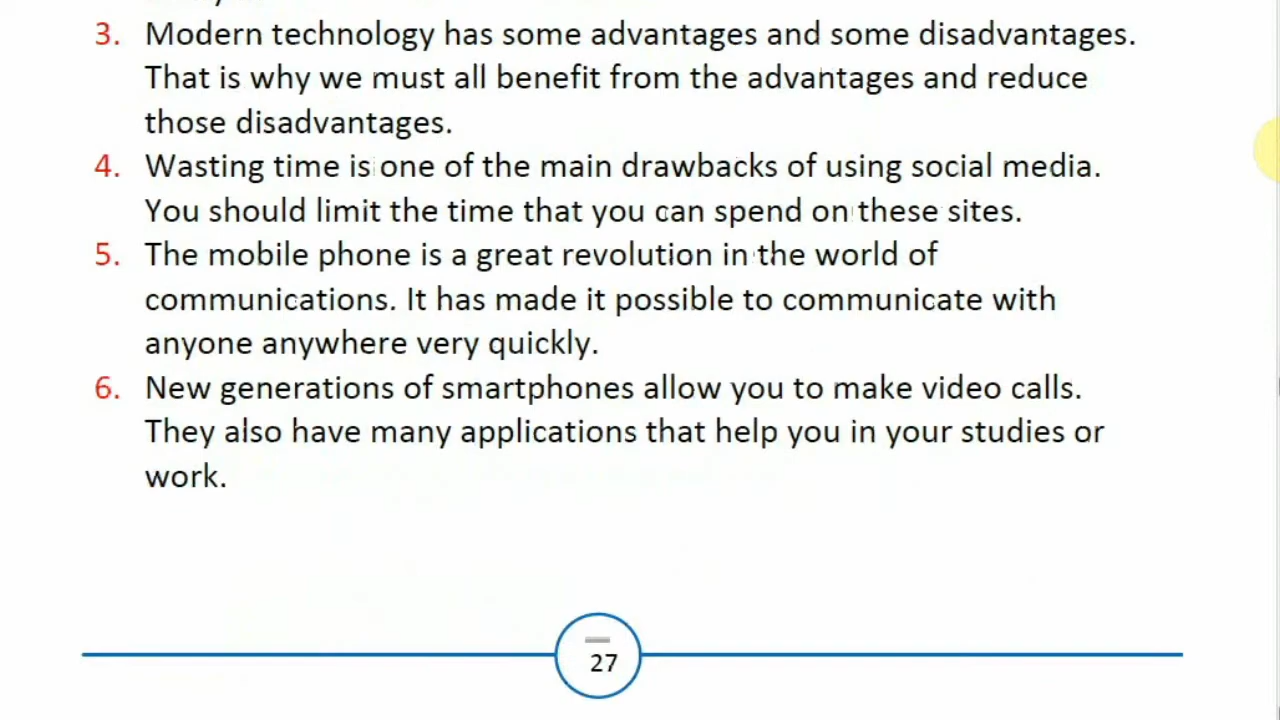 3. Modern technology has some advantages and some disadvantages.
That is why we must all benefit from the advantages and reduce
those disadvantages.
4. Wasting time is one of the main drawbacks of using social media.
You should limit the time that you can spend on these sites.
5. The mobile phone is a great revolution in the world of
communications. It has made it possible to communicate with
anyone anywhere very quickly.
6. New generations of smartphones allow you to make video calls.
They also have many applications that help you in your studies or
work.
27